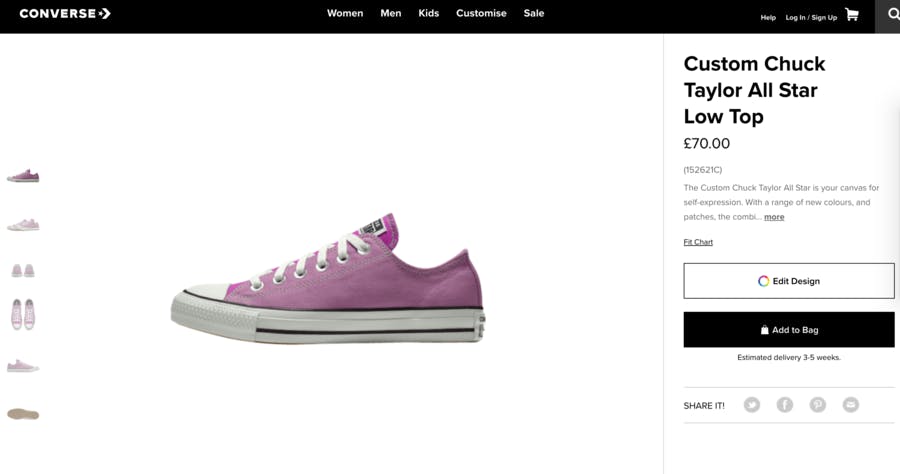 CONVERSE
Women Men Kids Customise Sale
Help Log In / Sign Up
Custom Chuck
Taylor All Star
Low Top
£70.00
(152621C)
The Custom Chuck Taylor All Star is your canvas for
self-expression. With a range of new colours, and
patches, the combi... more
Fit Chart
Edit Design
Add to Bag
Estimated delivery 3-5 weeks.
SHARE IT!